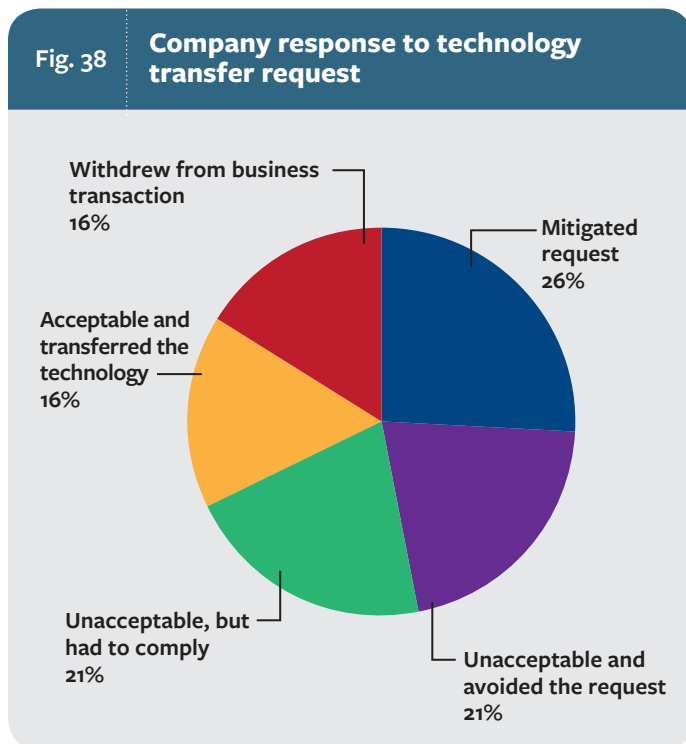 Fig. 38
Company response to technology
transfer request
Withdrew from business
transaction
16%
Mitigated
request
26%
Acceptable and
transferred the
technology
16%
Unacceptable, but
had to comply
21%
Unacceptable and
avoided the request
21%